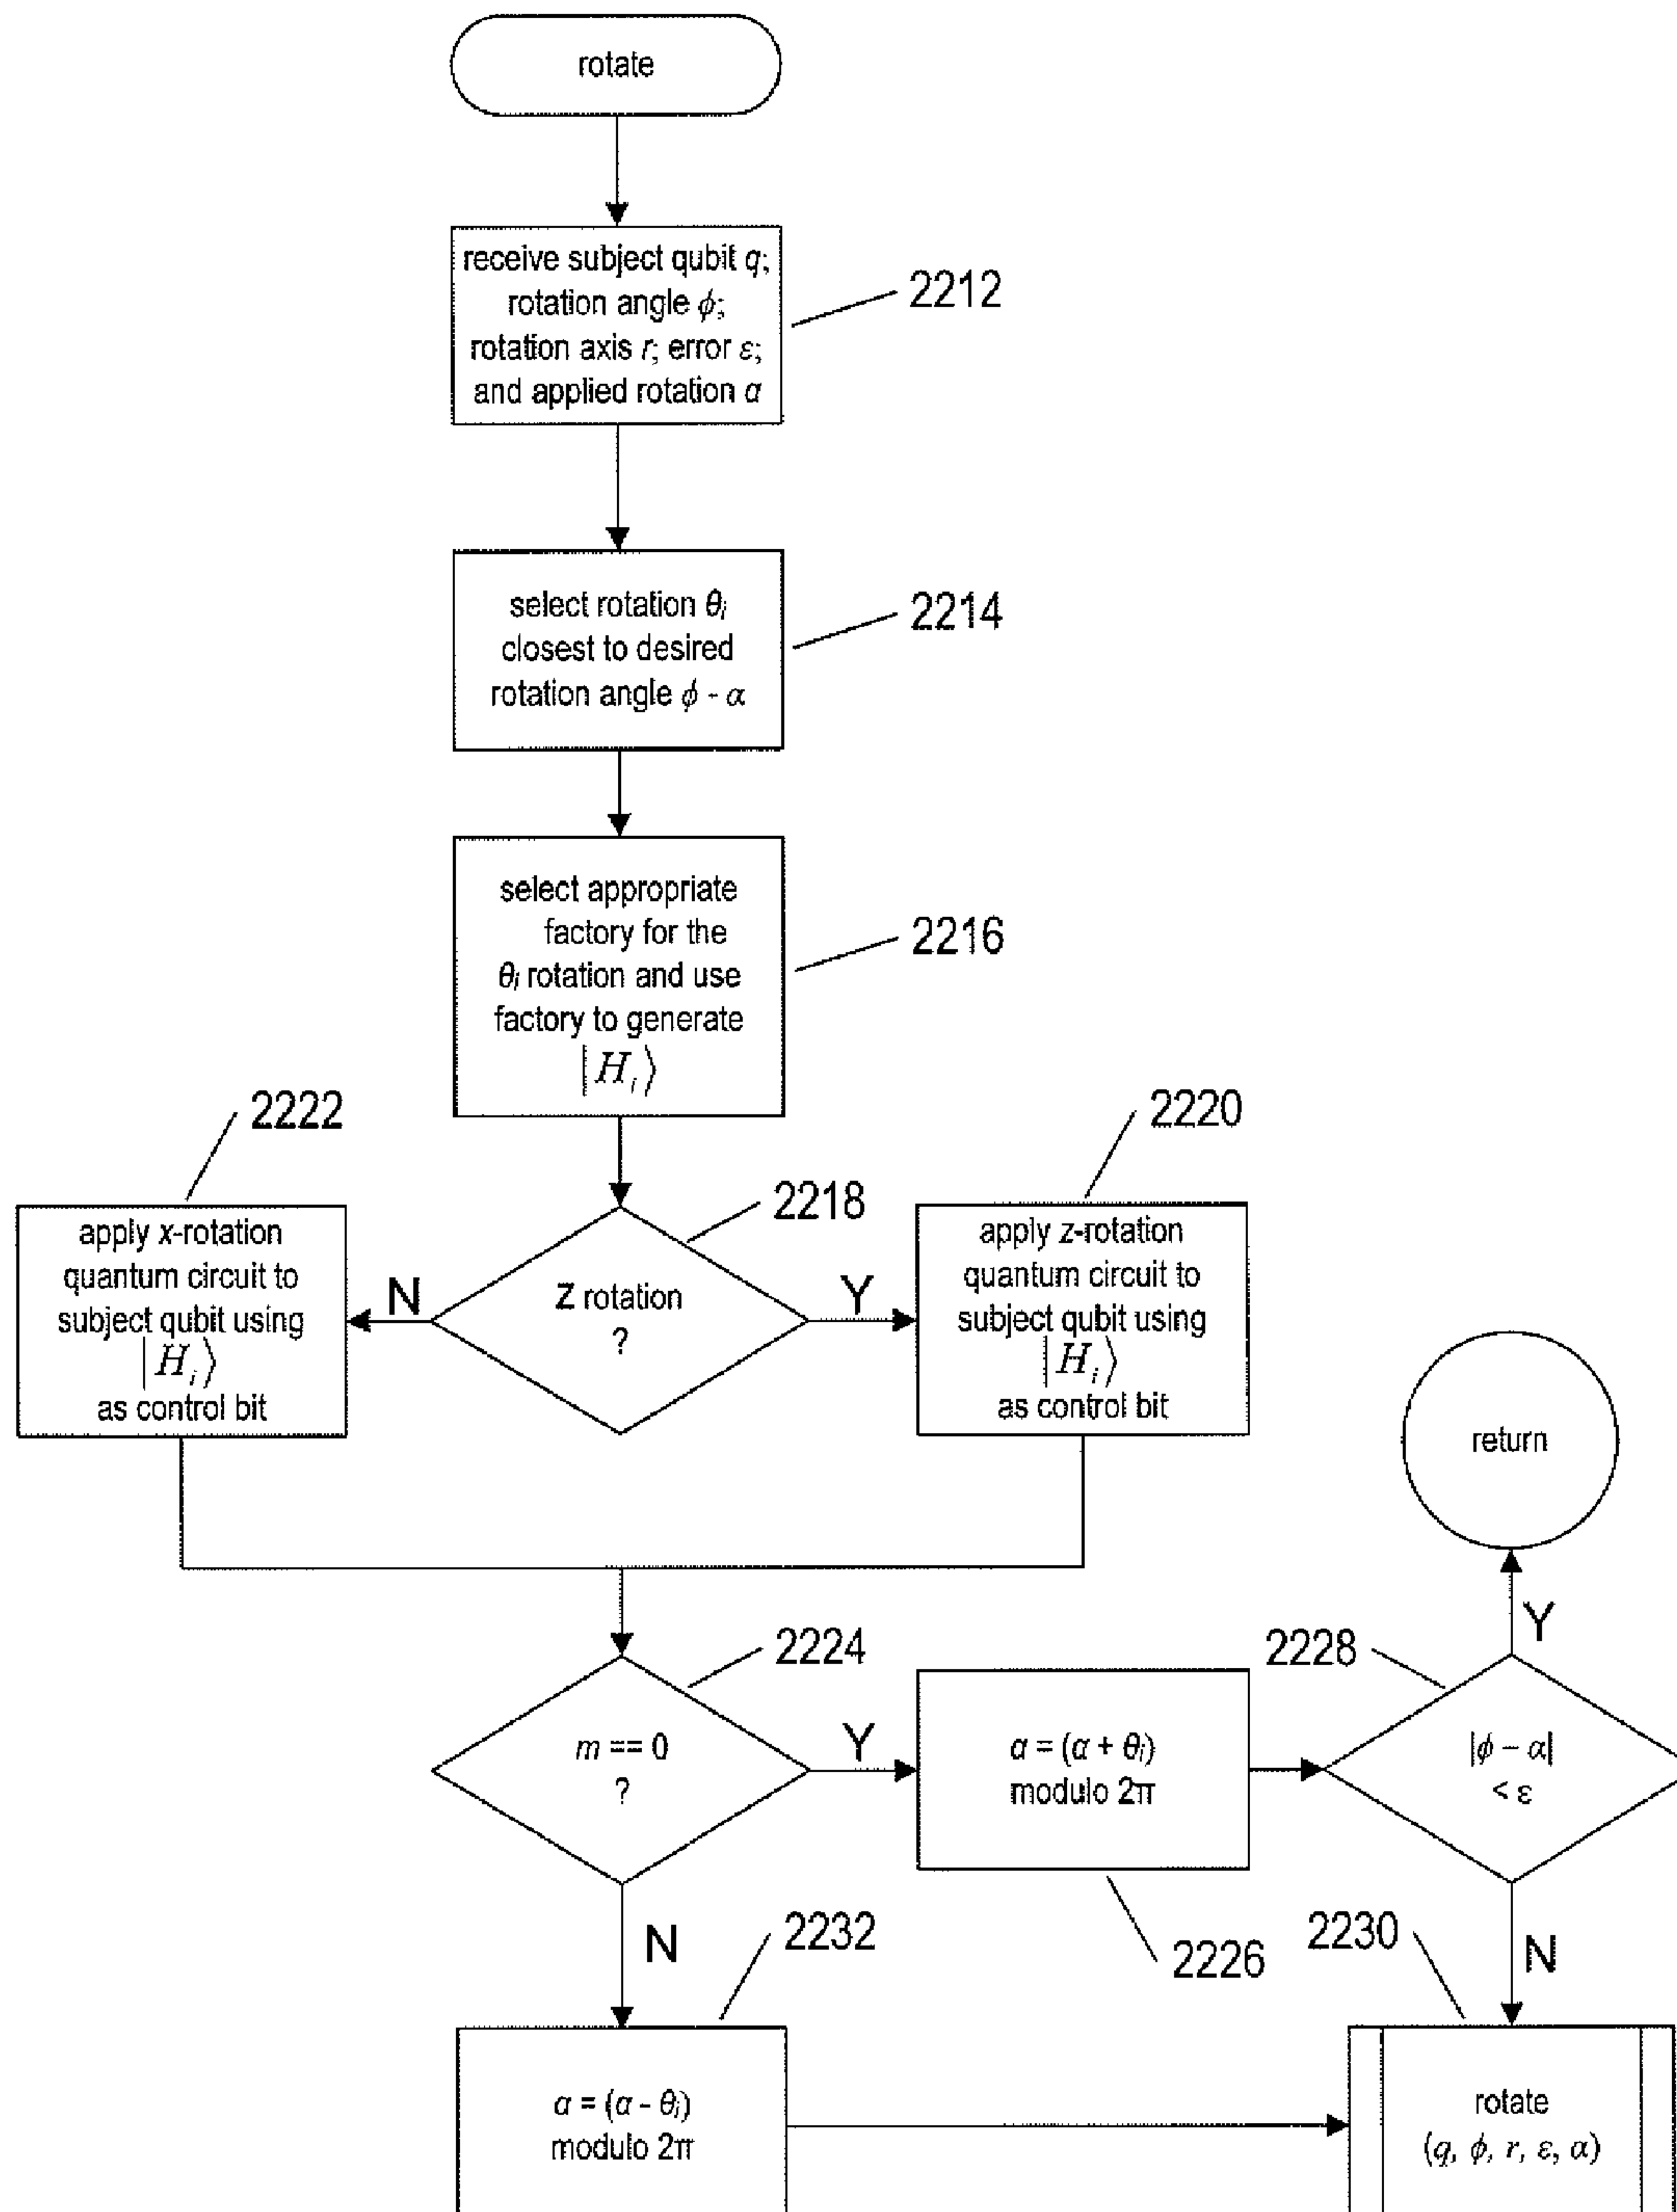 rotate
receive subject qubit q;
rotation angle ϕ;
rotation axis r; error ε;
and applied rotation α
2212
select rotation θi
closest to desired
rotation angle ϕ - α
2214
select appropriate
factory for the
θi rotation and use
factory to generate
|Hi⟩
2216
2222
2220
2218
apply x-rotation
quantum circuit to
subject qubit using
|Hi⟩
as control bit
N
Z rotation
?
Y
apply z-rotation
quantum circuit to
subject qubit using
|Hi⟩
as control bit
return
Y
2224
2228
m == 0
?
Y
α = (α + θi)
modulo 2π
|ϕ – α|
< ε
N
2232
2226
2230
N
α = (α - θi)
modulo 2π
rotate
(q, ϕ, r, ε, α)